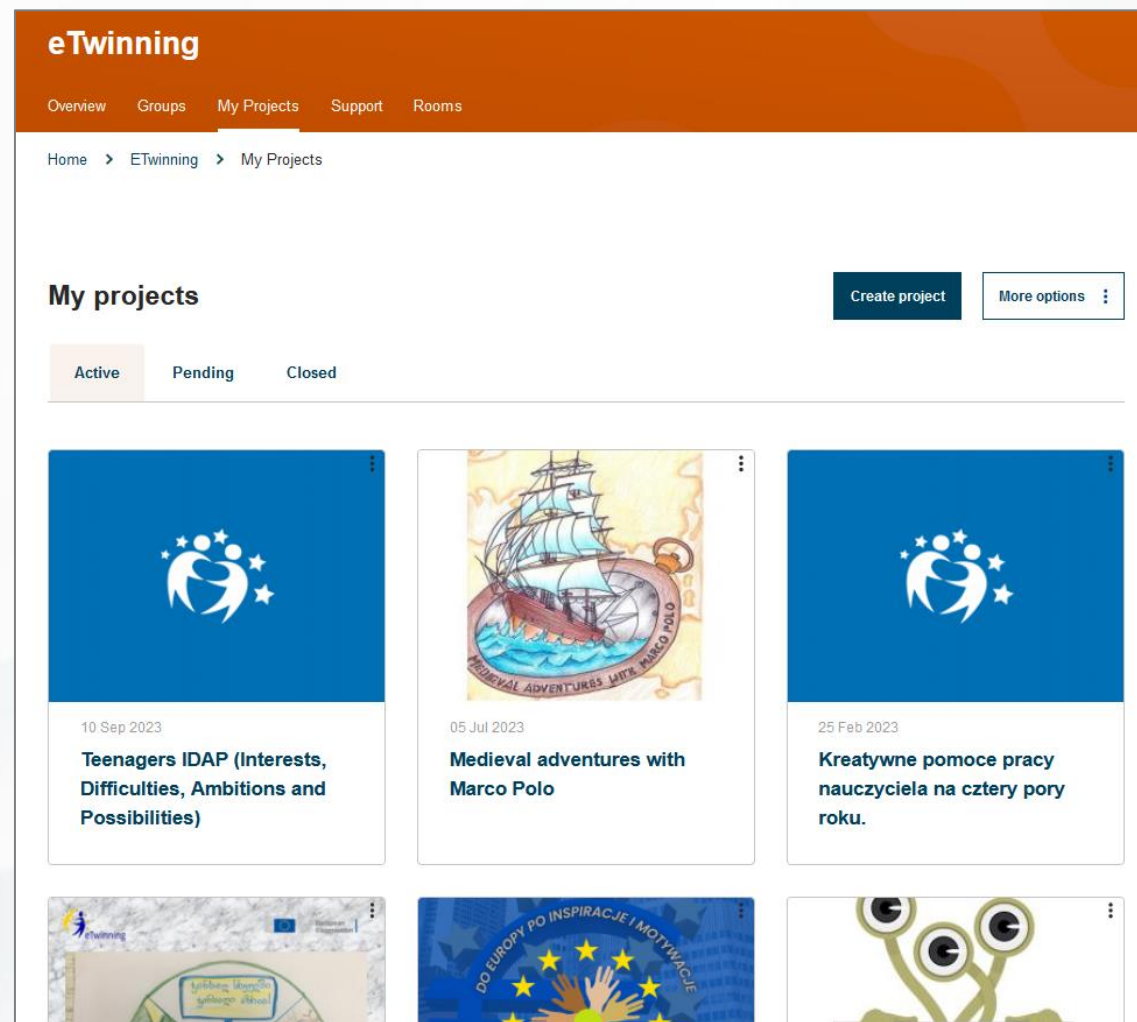 eTwinning
Overview Groups My Projects Support Rooms
Home > ETwinning > My Projects
My projects
Create project
More options
Active Pending Closed
MEDIEVAL ADVENTURES WITH MARCO POLO
10 Sep 2023
Teenagers IDAP (Interests,
Difficulties, Ambitions and
Possibilities)
05 Jul 2023
Medieval adventures with
Marco Polo
25 Feb 2023
Kreatywne pomoce pracy
nauczyciela na cztery pory
roku.
eTwinning
DO EUROPY PO INSPIRACJE I MOTYWACJE